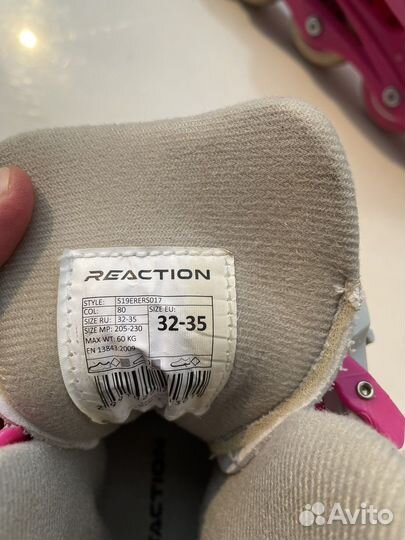 REACTION
STYLE: S19ERERS017
COL: 80 SIZE EU:
SIZE RU: 32-35 32-35
SIZE MP: 205-230
MAX WT: 60 KG
EN 13843:2009
REACTION
Avito